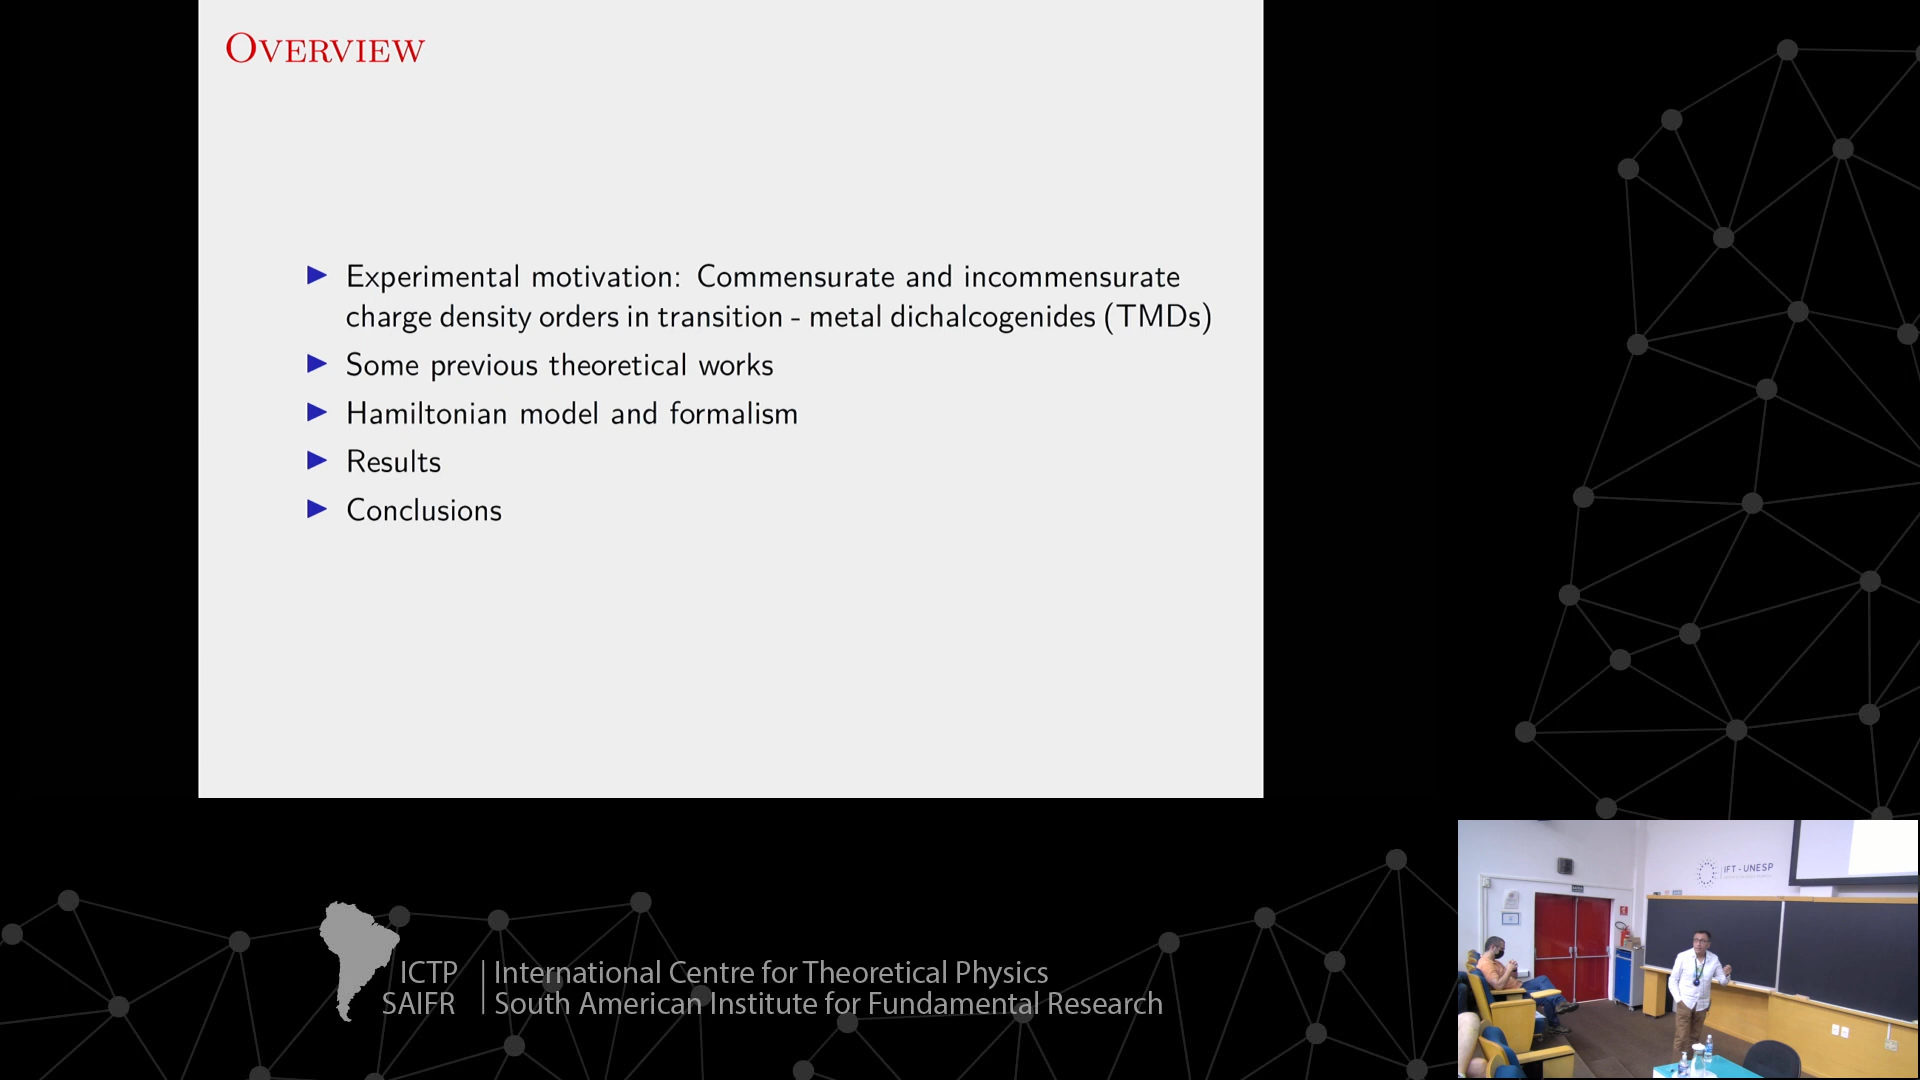 OVERVIEW
Experimental motivation: Commensurate and incommensurate
charge density orders in transition - metal dichalcogenides (TMDs)
Some previous theoretical works
Hamiltonian model and formalism
Results
Conclusions
ICTP
SAIFR
International Centre for Theoretical Physics
South American Institute for Fundamental Research
IFT - UNESP